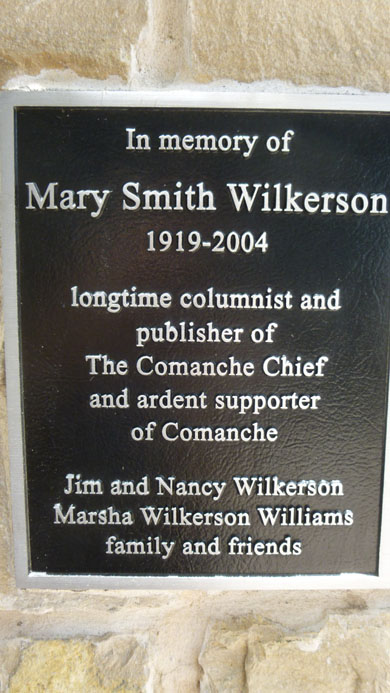 In memory of
Mary Smith Wilkerson
1919-2004
longtime columnist and
publisher of
The Comanche Chief
and ardent supporter
of Comanche
Jim and Nancy Wilkerson
Marsha Wilkerson Williams
family and friends